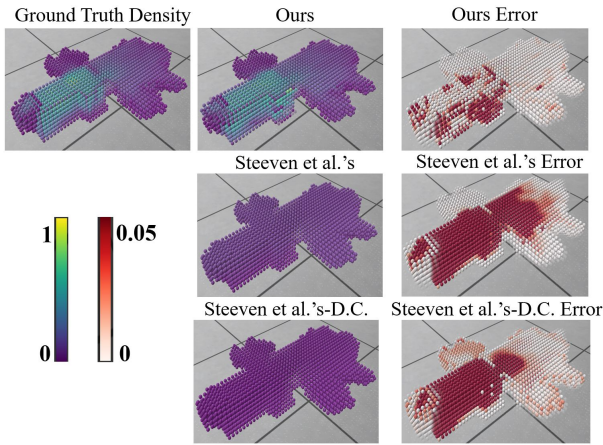 Ground Truth Density
Ours
Ours Error
Steeven et al.'s
Steeven et al.'s Error
1
0.05
0
0
Steeven et al.'s-D.C.
Steeven et al.'s-D.C. Error